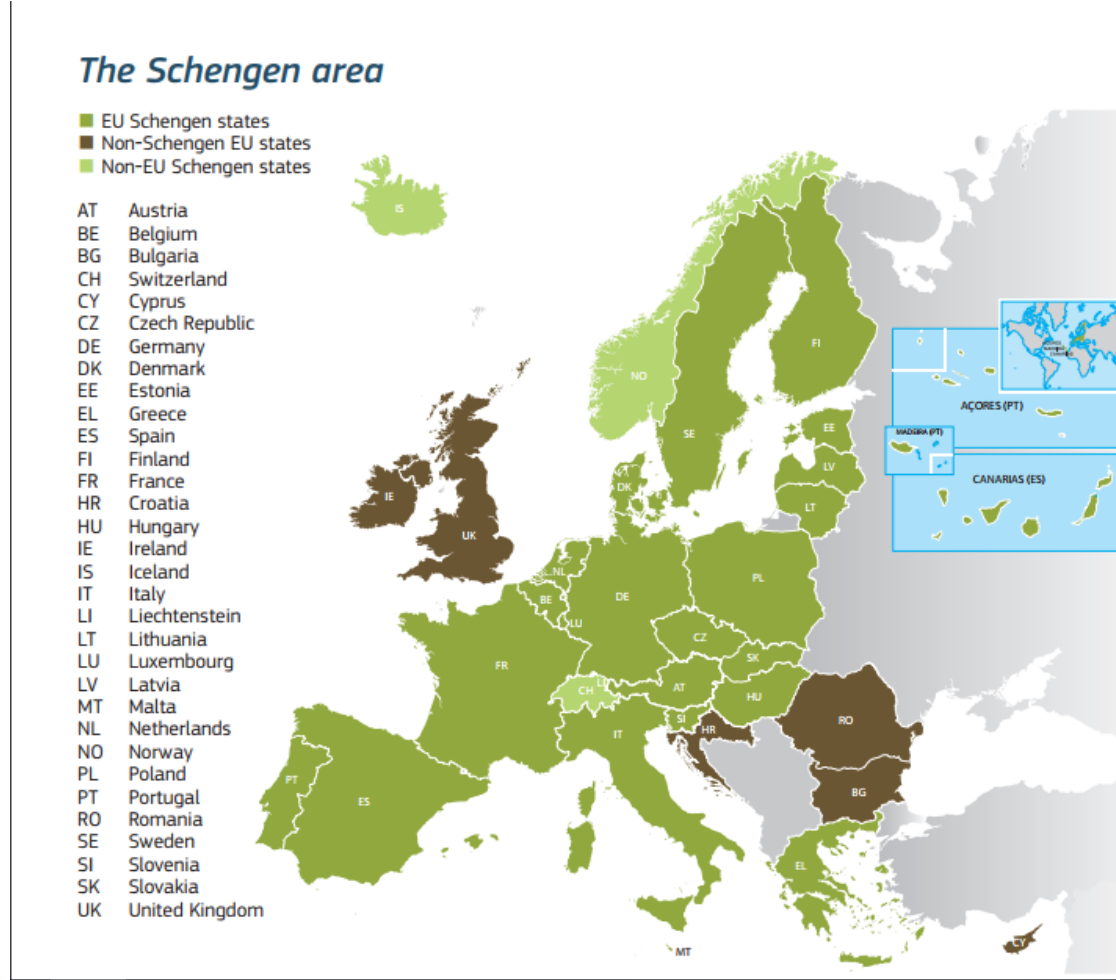 The Schengen area
EU Schengen states
Non-Schengen EU states
Non-EU Schengen states
AT Austria
BE Belgium
BG Bulgaria
CH Switzerland
CY Cyprus
CZ Czech Republic
DE Germany
DK Denmark
EE Estonia
EL Greece
ES Spain
FI Finland
FR France
HR Croatia
HU Hungary
IE Ireland
IS Iceland
IT Italy
LI Liechtenstein
LT Lithuania
LU Luxembourg
LV Latvia
MT Malta
NL Netherlands
NO Norway
PL Poland
PT Portugal
RO Romania
SE Sweden
SI Slovenia
SK Slovakia
UK United Kingdom
IS
FI
NO
SE
EE
LV
LT
DK
IE
UK
NL
BE
LU
DE
PL
CZ
SK
FR
CH
LI
AT
HU
SI
HR
IT
RO
BG
PT
ES
EL
MT
CY
AÇORES (PT)
MADEIRA (PT)
CANARIAS (ES)